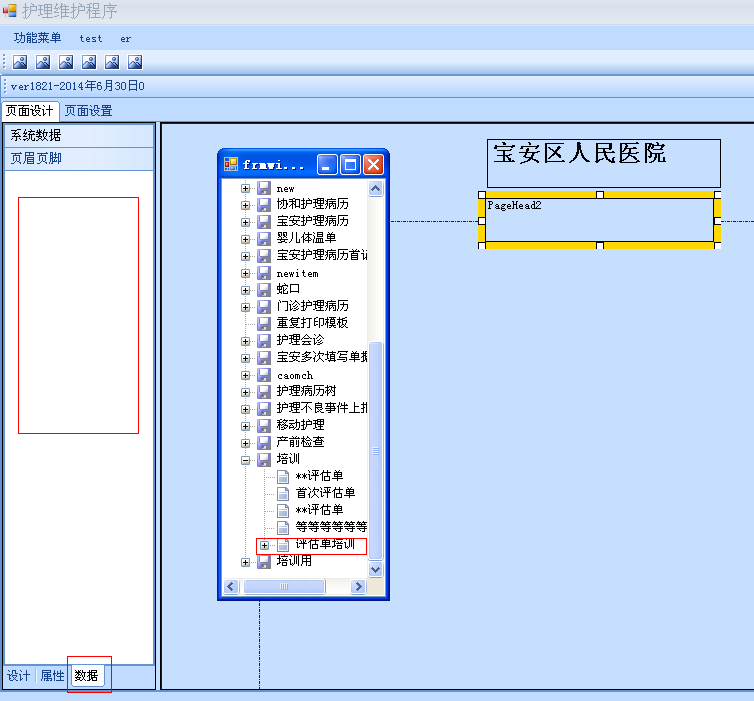 护理维护程序
功能菜单 test er
ver1821-2014年6月30日0
页面设计 页面设置
系统数据
页眉页脚
frmwi...
new
协和护理病历
宝安护理病历
婴儿体温单
宝安护理病历首记
newitem
蛇口
门诊护理病历
重复打印模板
护理会诊
宝安多次填写单据
caomch
护理病历树
护理不良事件上报
移动护理
产前检查
培训
**评估单
首次评估单
**评估单
等等等等等等
评估单培训
培训用
宝安区人民医院
PageHead2
设计 属性 数据